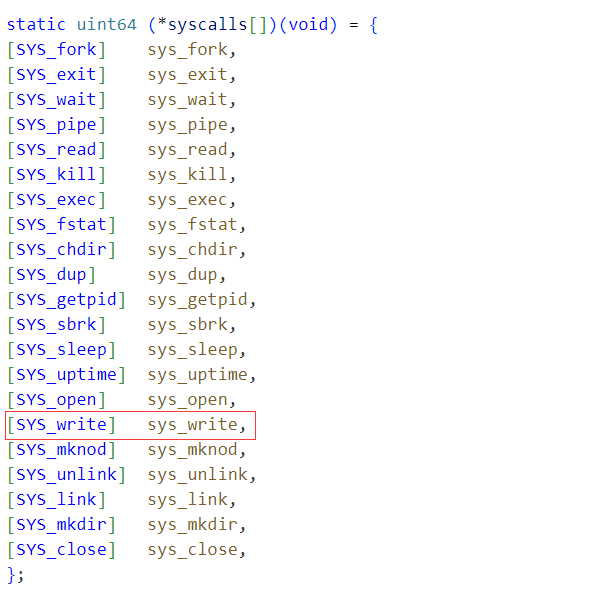 static uint64 (*syscalls[])(void) = {
[SYS_fork]    sys_fork,
[SYS_exit]    sys_exit,
[SYS_wait]    sys_wait,
[SYS_pipe]    sys_pipe,
[SYS_read]    sys_read,
[SYS_kill]    sys_kill,
[SYS_exec]    sys_exec,
[SYS_fstat]   sys_fstat,
[SYS_chdir]   sys_chdir,
[SYS_dup]     sys_dup,
[SYS_getpid]  sys_getpid,
[SYS_sbrk]    sys_sbrk,
[SYS_sleep]   sys_sleep,
[SYS_uptime]  sys_uptime,
[SYS_open]    sys_open,
[SYS_write]   sys_write,
[SYS_mknod]   sys_mknod,
[SYS_unlink]  sys_unlink,
[SYS_link]    sys_link,
[SYS_mkdir]   sys_mkdir,
[SYS_close]   sys_close,
};